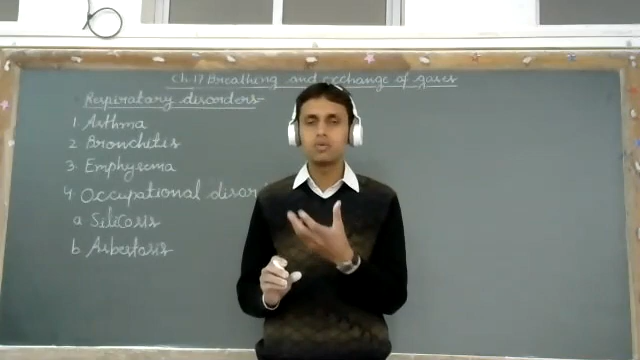 Ch. 17 Breathing and exchange of gases
Respiratory disorders-
1 Asthma
2 Bronchitis
3. Emphysema
4. Occupational disor
a. Silicosis
b. Asbestosis